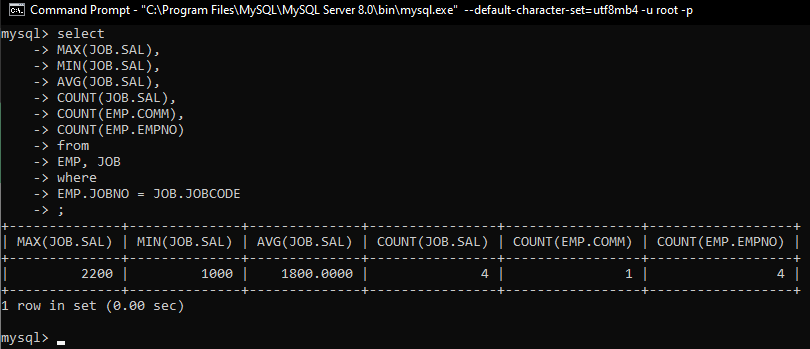 Command Prompt - "C:\Program Files\MySQL\MySQL Server 8.0\bin\mysql.exe" --default-character-set=utf8mb4 -u root -p
mysql> select
    -> MAX(JOB.SAL),
    -> MIN(JOB.SAL),
    -> AVG(JOB.SAL),
    -> COUNT(JOB.SAL),
    -> COUNT(EMP.COMM),
    -> COUNT(EMP.EMPNO)
    -> from
    -> EMP, JOB
    -> where
    -> EMP.JOBNO = JOB.JOBCODE
    -> ;
+--------------+--------------+--------------+----------------+-----------------+------------------+
| MAX(JOB.SAL) | MIN(JOB.SAL) | AVG(JOB.SAL) | COUNT(JOB.SAL) | COUNT(EMP.COMM) | COUNT(EMP.EMPNO) |
+--------------+--------------+--------------+----------------+-----------------+------------------+
|         2200 |         1000 |    1800.0000 |              4 |               1 |                4 |
+--------------+--------------+--------------+----------------+-----------------+------------------+
1 row in set (0.00 sec)
mysql>